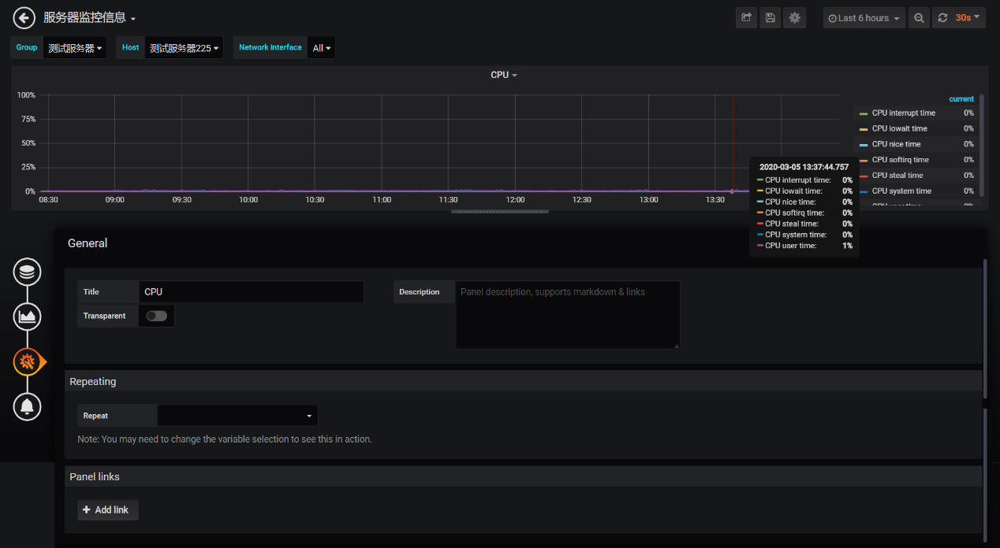 服务器监控信息
Last 6 hours
30s
Group 测试服务器 Host 测试服务器225 Network interface All
CPU
100%
75%
50%
25%
0%
08:30 09:00 09:30 10:00 10:30 11:00 11:30 12:00 12:30 13:00 13:30
current
CPU interrupt time 0%
CPU iowait time 0%
CPU nice time 0%
CPU softirq time 0%
CPU steal time 0%
CPU system time 0%
CPU user time 0%
2020-03-05 13:37:44.757
CPU interrupt time: 0%
CPU iowait time: 0%
CPU nice time: 0%
CPU softirq time: 0%
CPU steal time: 0%
CPU system time: 0%
CPU user time: 1%
General
Title CPU
Transparent
Description Panel description, supports markdown & links
Repeating
Repeat
Note: You may need to change the variable selection to see this in action.
Panel links
+ Add link